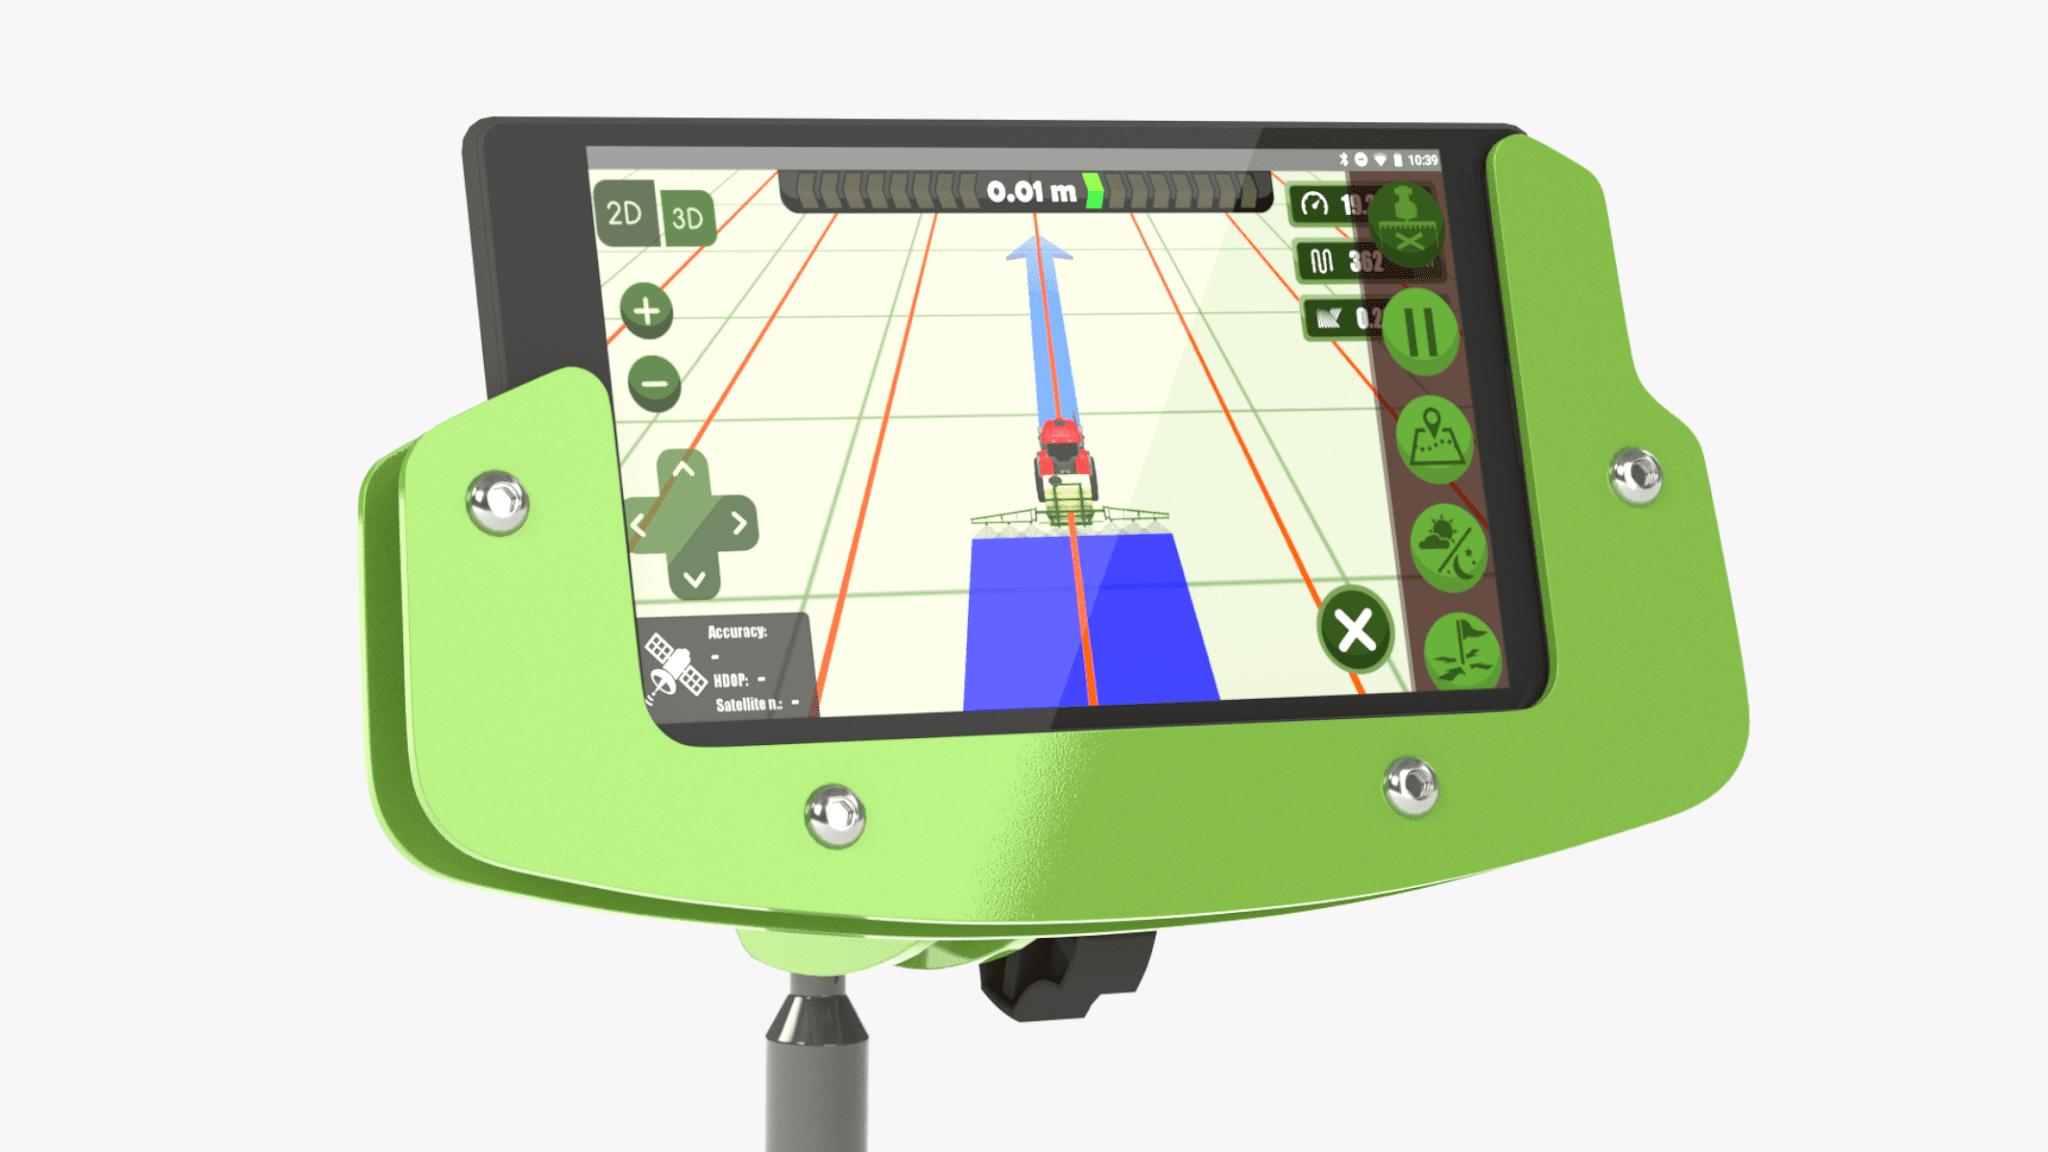 10:39
0.01 m
2D
3D
362
Accuracy:
-
HDOP: -
Satellite n.: -